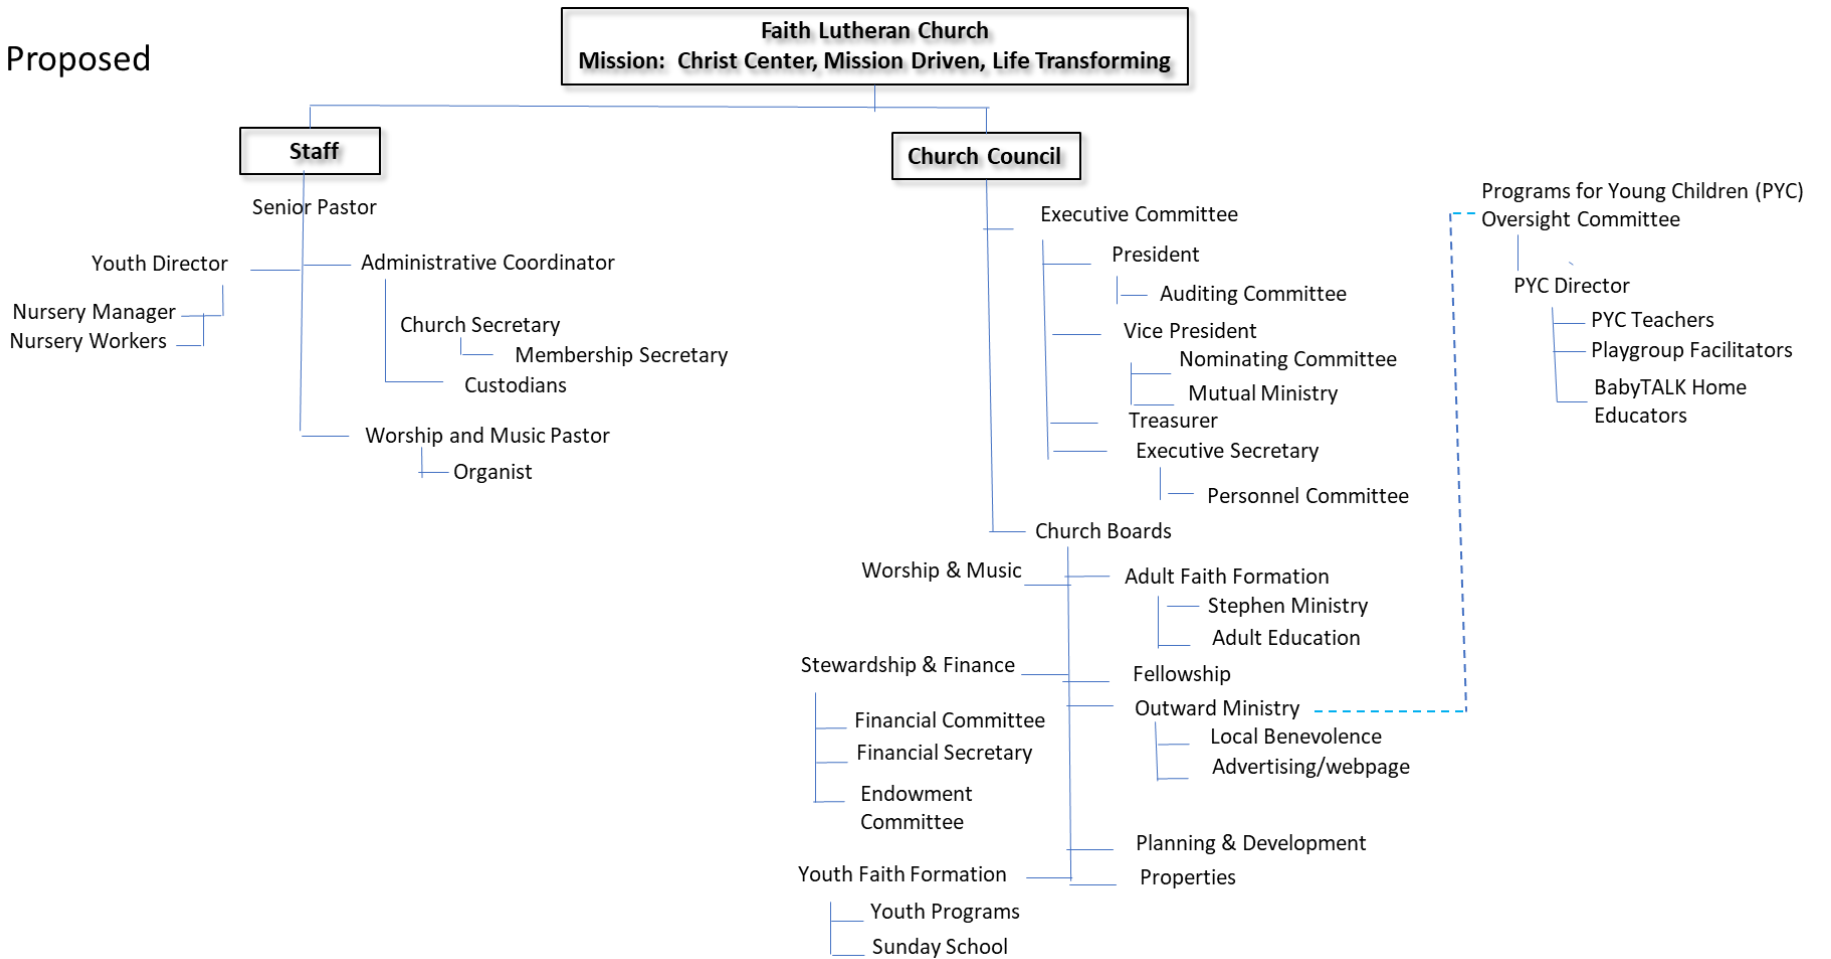 Proposed
Faith Lutheran Church
Mission: Christ Center, Mission Driven, Life Transforming
Staff
Senior Pastor
Youth Director
Nursery Manager
Nursery Workers
Administrative Coordinator
Church Secretary
Membership Secretary
Custodians
Worship and Music Pastor
Organist
Church Council
Executive Committee
President
Auditing Committee
Vice President
Nominating Committee
Mutual Ministry
Treasurer
Executive Secretary
Personnel Committee
Church Boards
Worship & Music
Stewardship & Finance
Financial Committee
Financial Secretary
Endowment
Committee
Youth Faith Formation
Youth Programs
Sunday School
Adult Faith Formation
Stephen Ministry
Adult Education
Fellowship
Outward Ministry
Local Benevolence
Advertising/webpage
Planning & Development
Properties
Programs for Young Children (PYC)
Oversight Committee
PYC Director
PYC Teachers
Playgroup Facilitators
BabyTALK Home
Educators